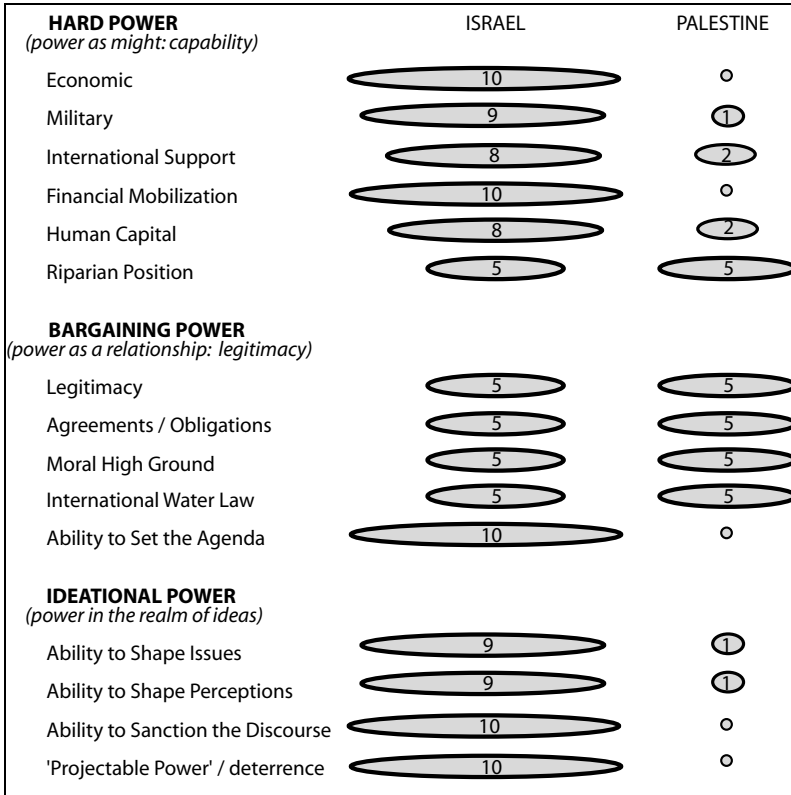 HARD POWER ISRAEL PALESTINE
(power as might: capability)
Economic 10
Military 9 1
International Support 8 2
Financial Mobilization 10
Human Capital 8 2
Riparian Position 5 5
BARGAINING POWER
(power as a relationship: legitimacy)
Legitimacy 5 5
Agreements / Obligations 5 5
Moral High Ground 5 5
International Water Law 5 5
Ability to Set the Agenda 10
IDEATIONAL POWER
(power in the realm of ideas)
Ability to Shape Issues 9 1
Ability to Shape Perceptions 9 1
Ability to Sanction the Discourse 10
'Projectable Power' / deterrence 10